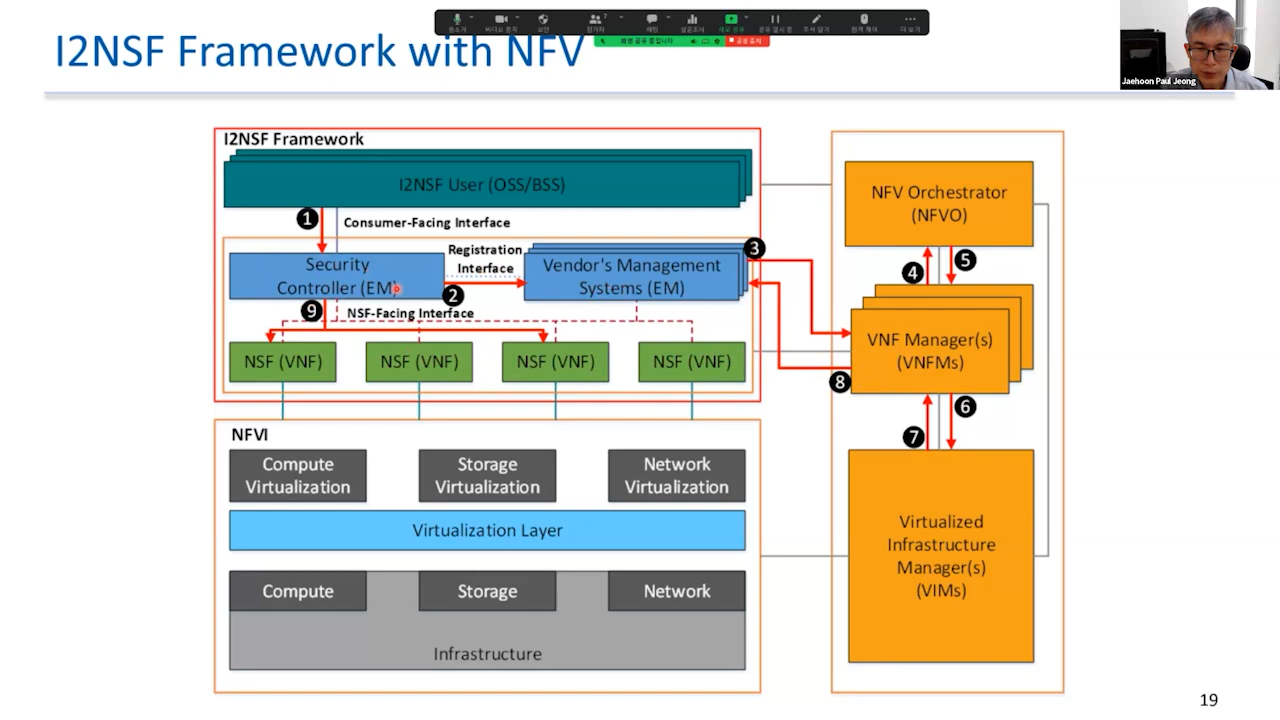 I2NSF Framework with NFV
Jaehoon Paul Jeong
I2NSF Framework
I2NSF User (OSS/BSS)
1
Consumer-Facing Interface
Security
Controller (EM)
Registration
Interface
2
Vendor's Management
Systems (EM)
3
9
NSF-Facing Interface
NSF (VNF)
NSF (VNF)
NSF (VNF)
NSF (VNF)
NFV Orchestrator
(NFVO)
4
5
VNF Manager(s)
(VNFMs)
8
6
7
Virtualized
Infrastructure
Manager(s)
(VIMs)
NFVI
Compute
Virtualization
Storage
Virtualization
Network
Virtualization
Virtualization Layer
Compute
Storage
Network
Infrastructure
19